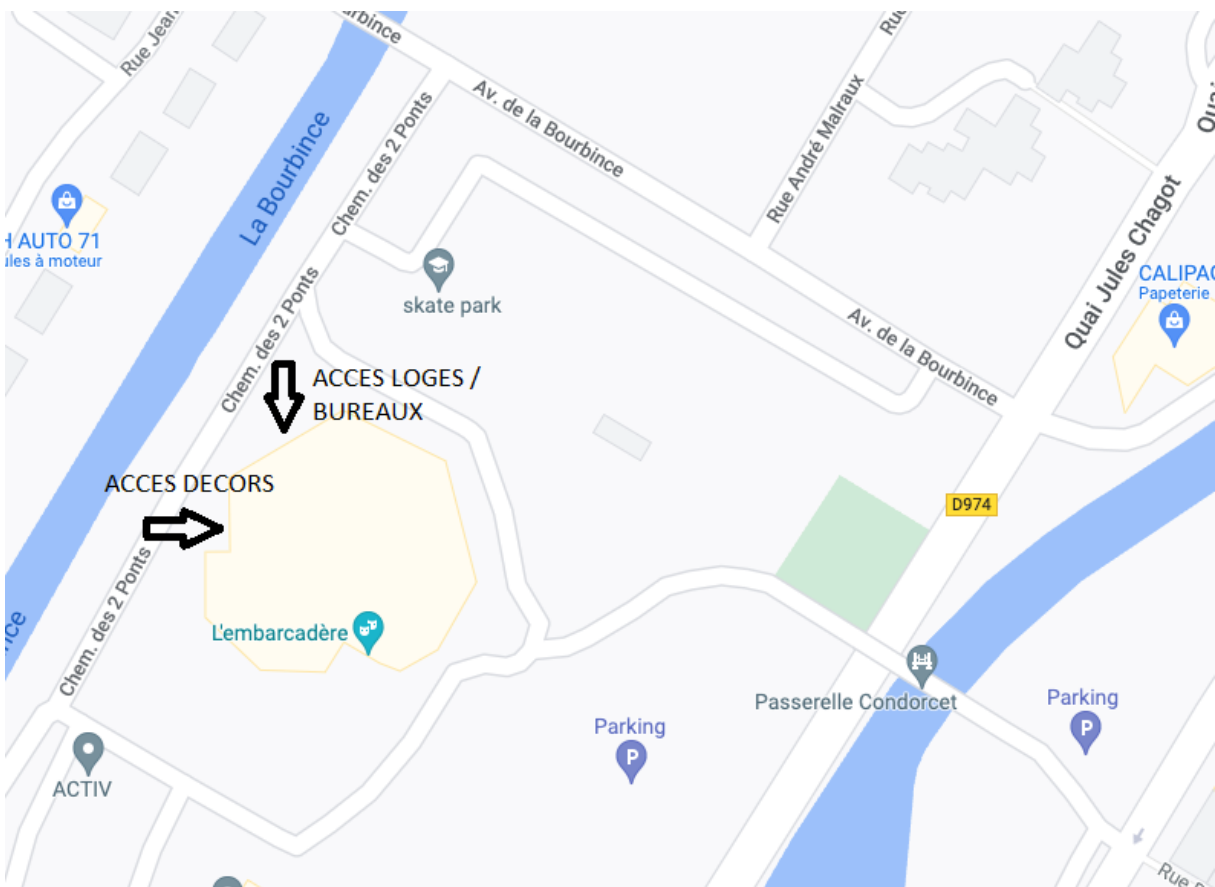 Rue Jean
Bourbince
La Bourbince
Chem. des 2 Ponts
Av. de la Bourbince
Rue André Malraux
Rue
Quai
Quai Jules Chagot
H AUTO 71
ules à moteur
skate park
CALIPAC
Papeterie
Chem. des 2 Ponts
Av. de la Bourbince
ACCES LOGES /
BUREAUX
ACCES DECORS
D974
Chem. des 2 Ponts
L'embarcadère
Passerelle Condorcet
Parking
P
Parking
P
ACTIV
Rue